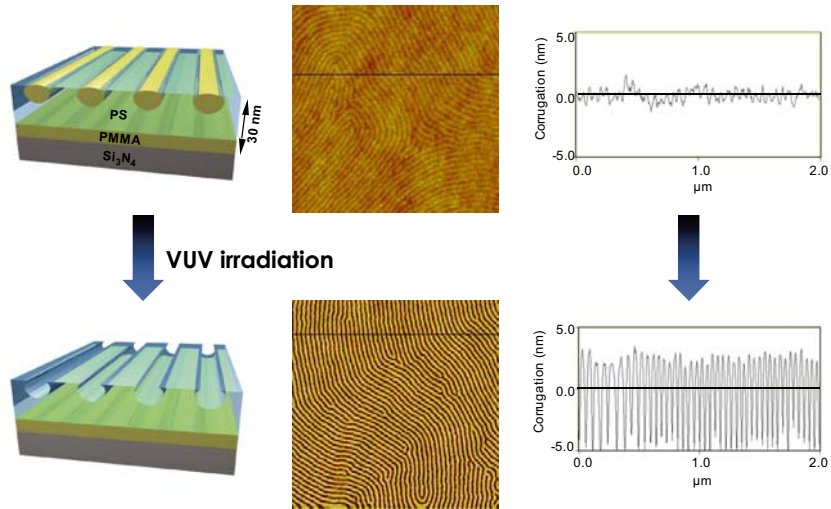 PS
PMMA
Si₃N₄
30 nm
Corrugation (nm)
5.0
0.0
-5.0
0.0 1.0 2.0
µm
VUV irradiation
Corrugation (nm)
5.0
0.0
-5.0
0.0 1.0 2.0
µm